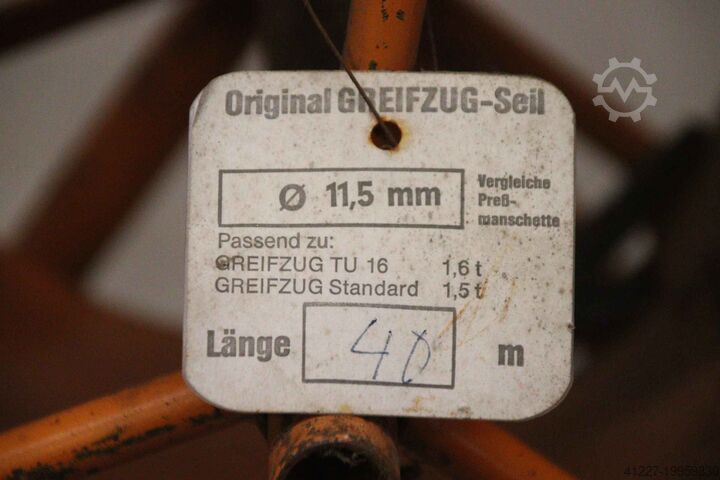 Original GREIFZUG-Seil
Ø 11,5 mm
Vergleiche
Preß-
manschette
Passend zu:
GREIFZUG TU 16 1,6 t
GREIFZUG Standard 1,5 t
Länge 40 m
41227-19959232